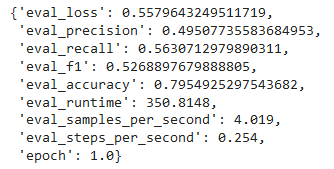 {'eval_loss': 0.5579643249511719,
'eval_precision': 0.49507735583684953,
'eval_recall': 0.5630712979890311,
'eval_f1': 0.5268897679888805,
'eval_accuracy': 0.7954925297543682,
'eval_runtime': 350.8148,
'eval_samples_per_second': 4.019,
'eval_steps_per_second': 0.254,
'epoch': 1.0}